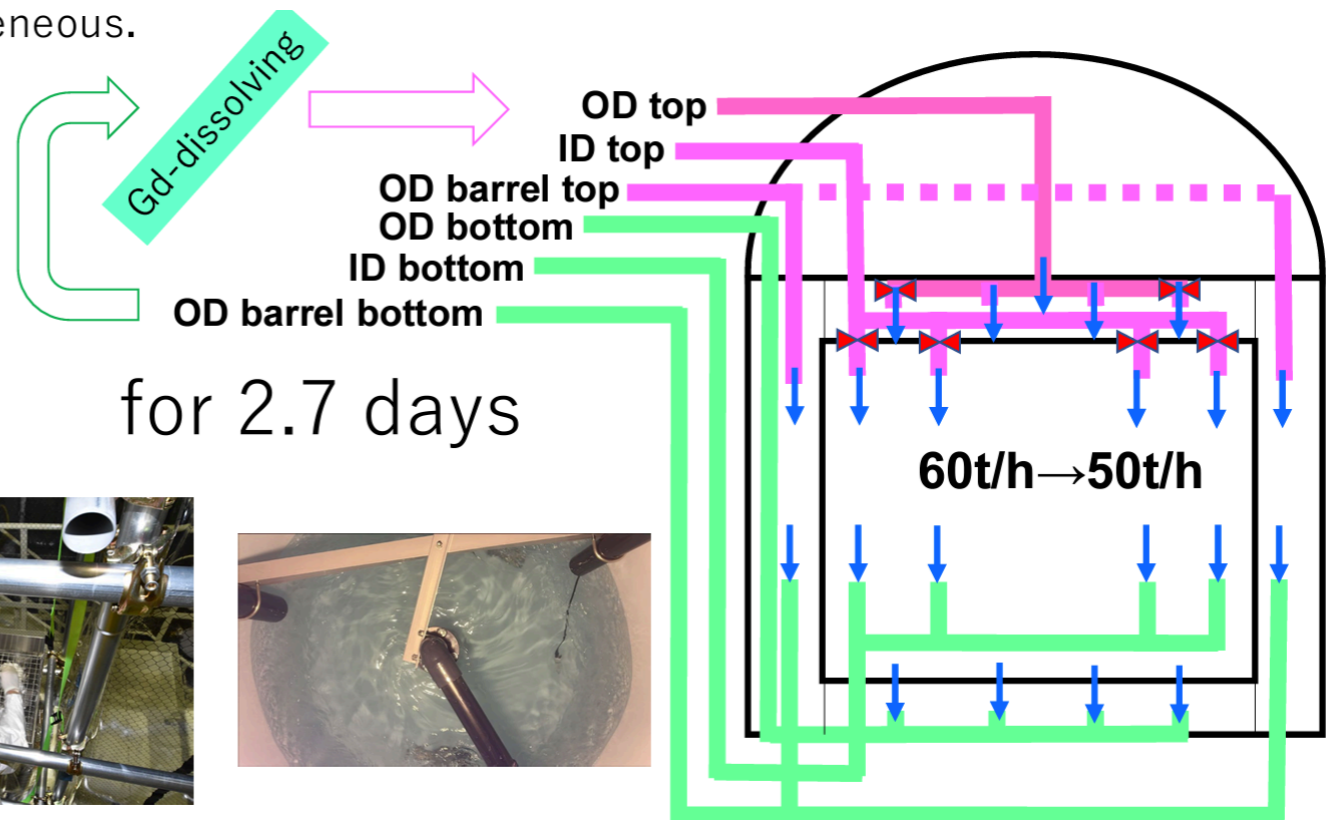 Gd-dissolving
OD top
ID top
OD barrel top
OD bottom
ID bottom
OD barrel bottom
for 2.7 days
60t/h→50t/h